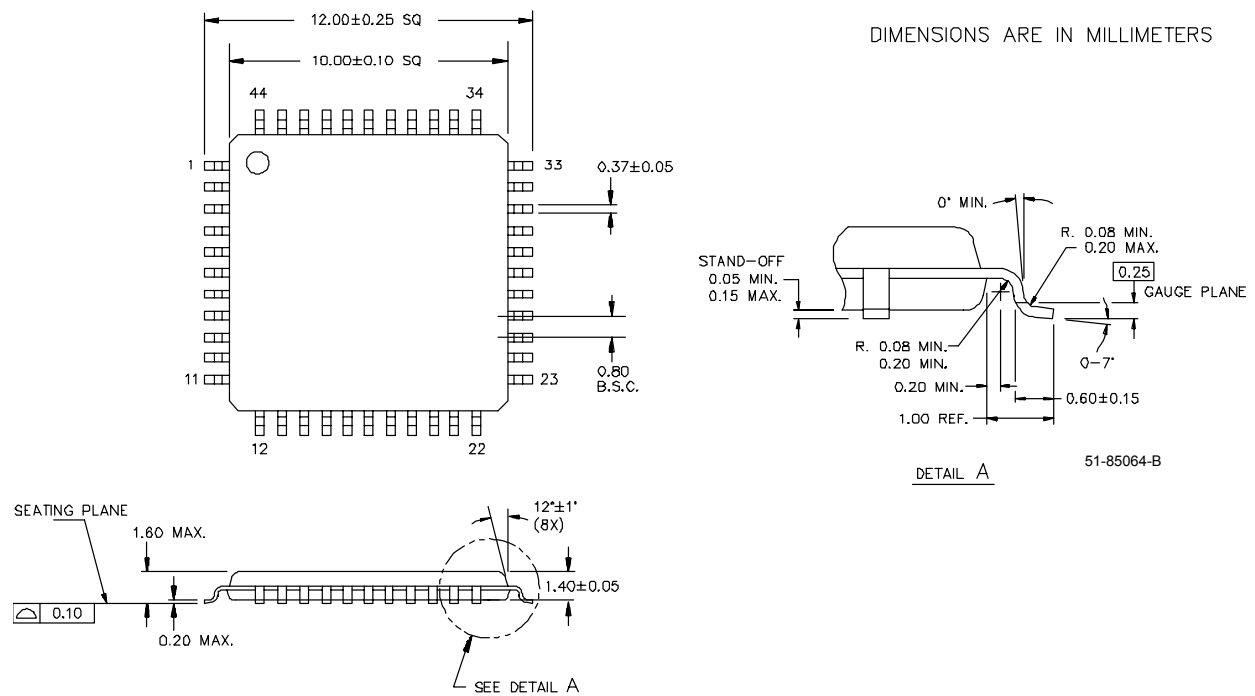 12.00±0.25 SQ
DIMENSIONS ARE IN MILLIMETERS
10.00±0.10 SQ
44
34
1
33
0.37±0.05
0.80
B.S.C.
11
23
12
22
0° MIN.
R. 0.08 MIN.
0.20 MAX.
STAND-OFF
0.05 MIN.
0.15 MAX.
0.25
GAUGE PLANE
R. 0.08 MIN.
0.20 MIN.
0-7°
0.20 MIN.
0.60±0.15
1.00 REF.
DETAIL A
51-85064-B
SEATING PLANE
1.60 MAX.
12°±1°
(8X)
1.40±0.05
0.10
0.20 MAX.
SEE DETAIL A